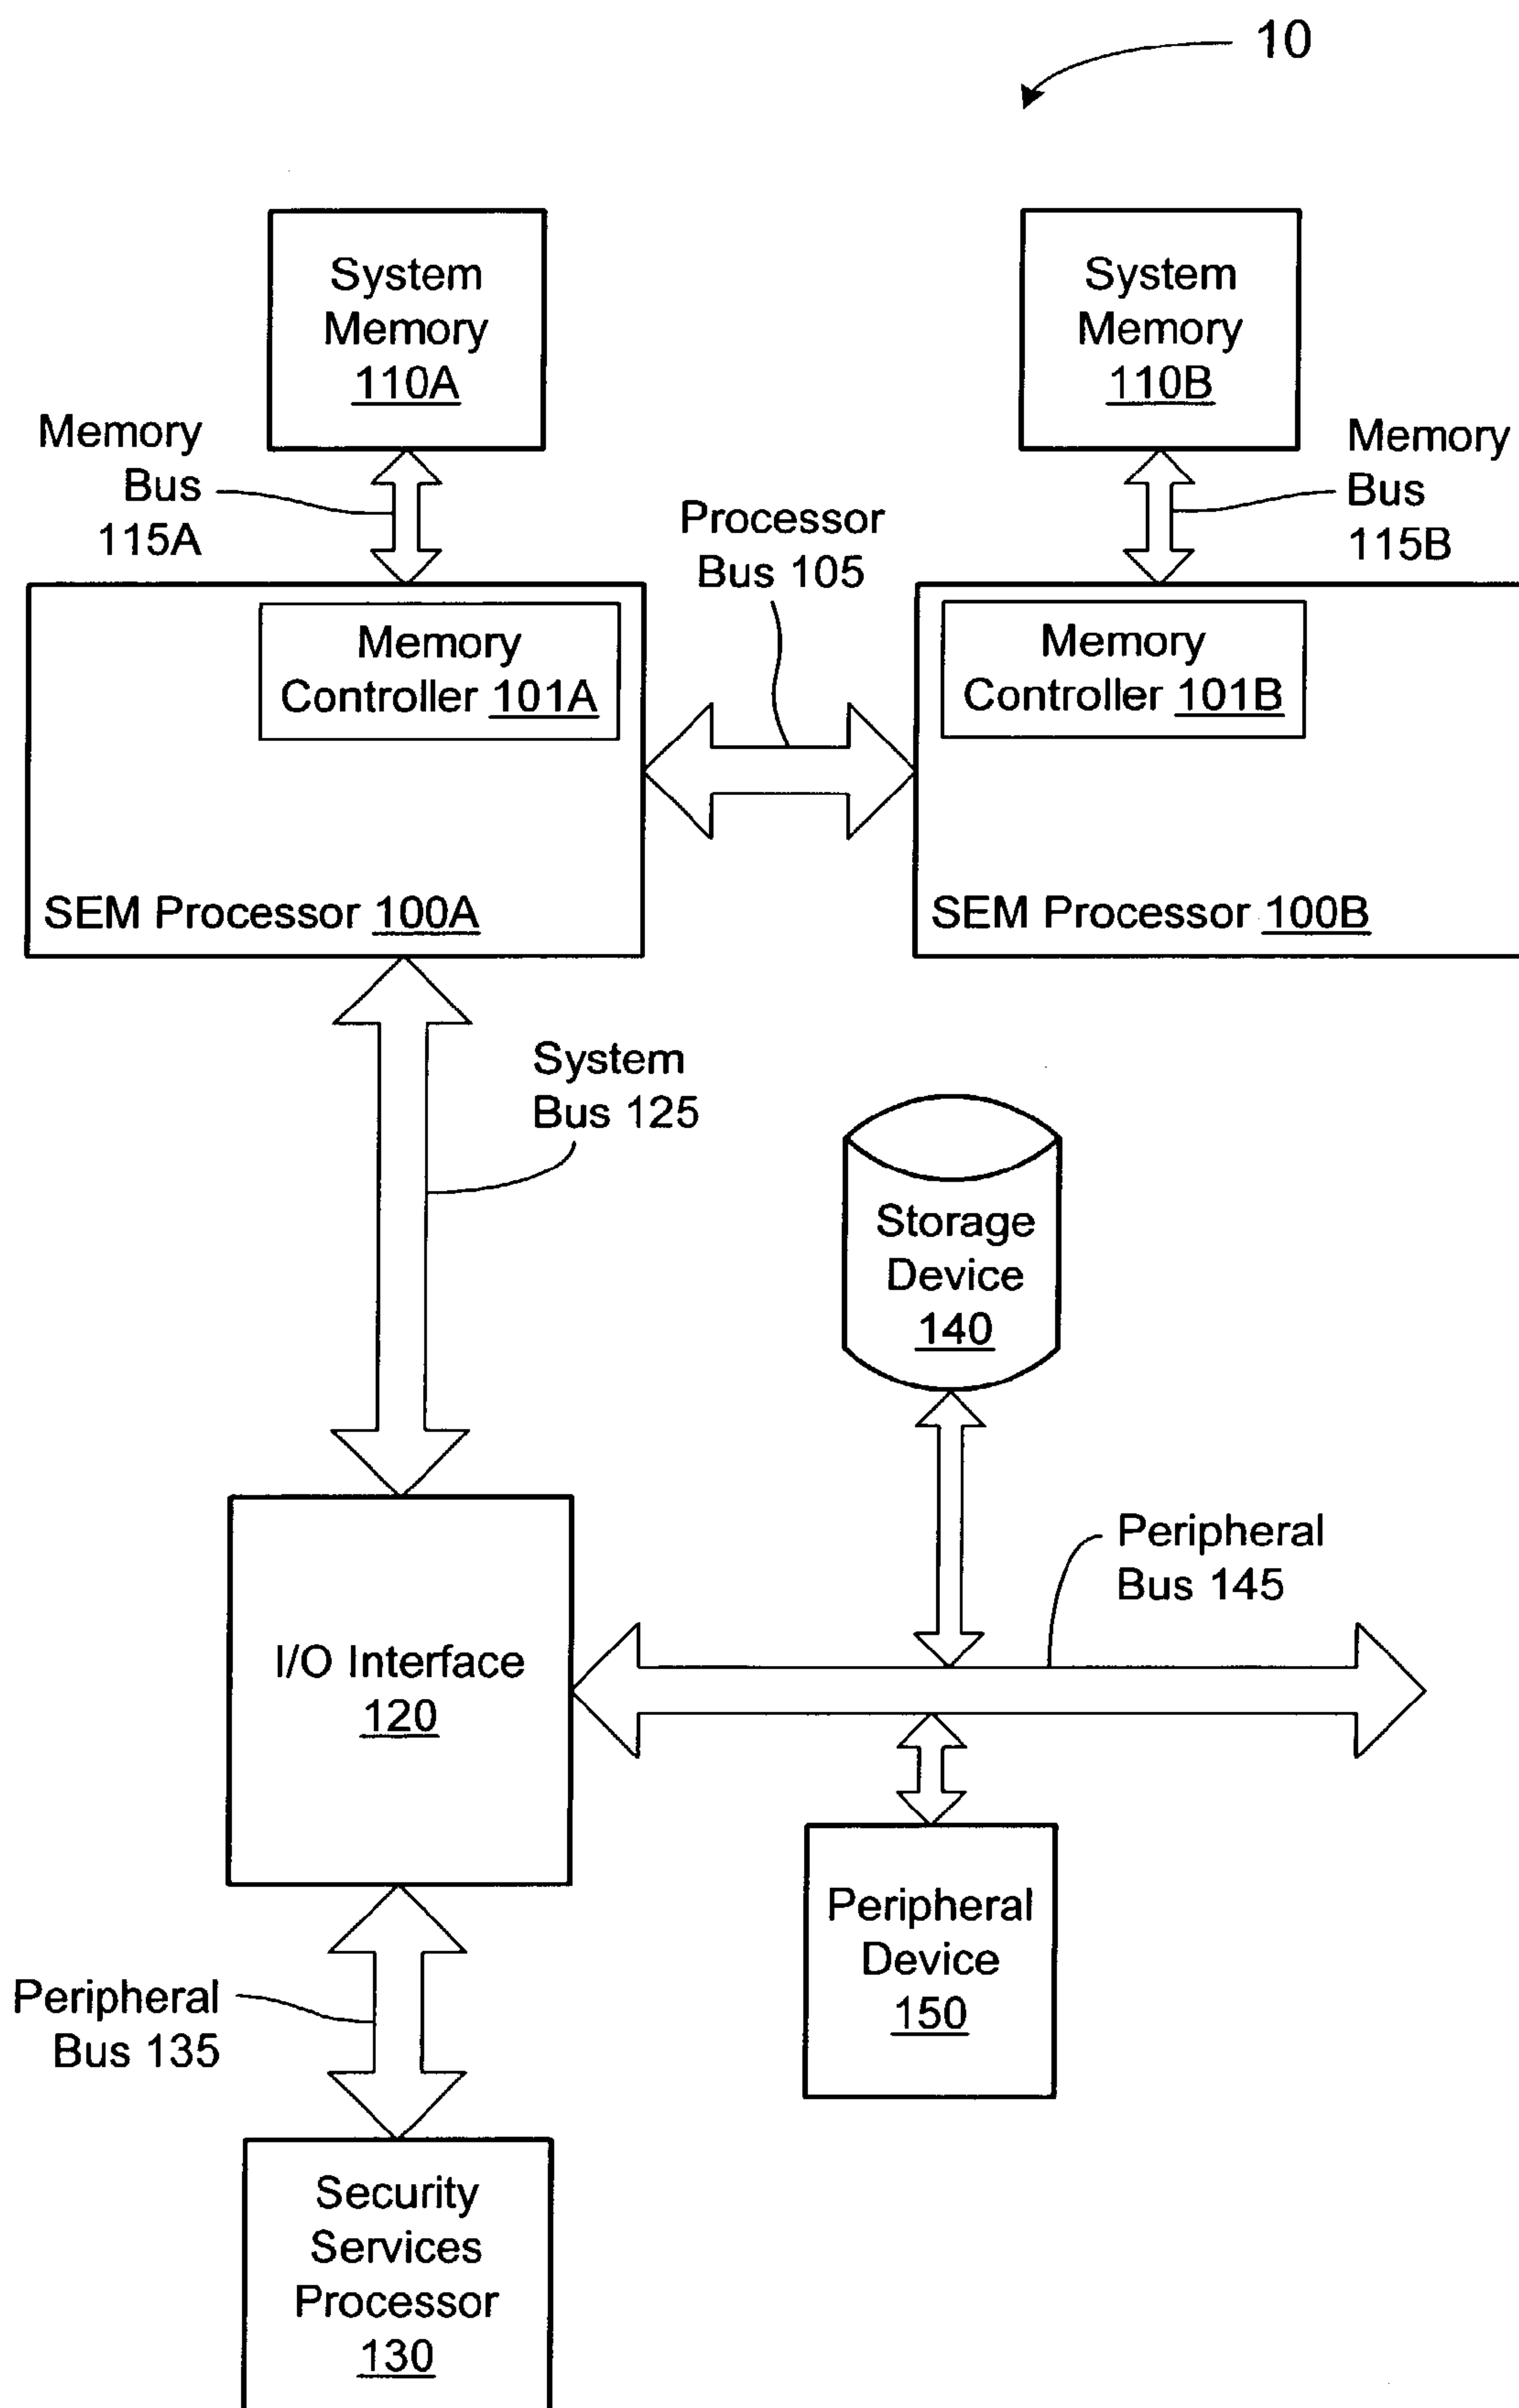 10
System
Memory
110A
System
Memory
110B
Memory
Bus
115A
Memory
Bus
115B
Processor
Bus 105
Memory
Controller 101A
Memory
Controller 101B
SEM Processor 100A
SEM Processor 100B
System
Bus 125
Storage
Device
140
Peripheral
Bus 145
I/O Interface
120
Peripheral
Device
150
Peripheral
Bus 135
Security
Services
Processor
130